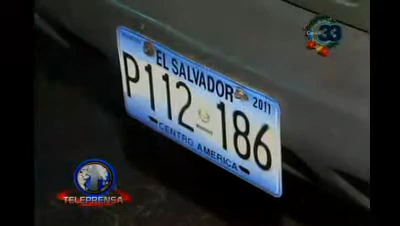 33
EL SALVADOR 2011
P112-186
CENTRO AMERICA
TELEPRENSA